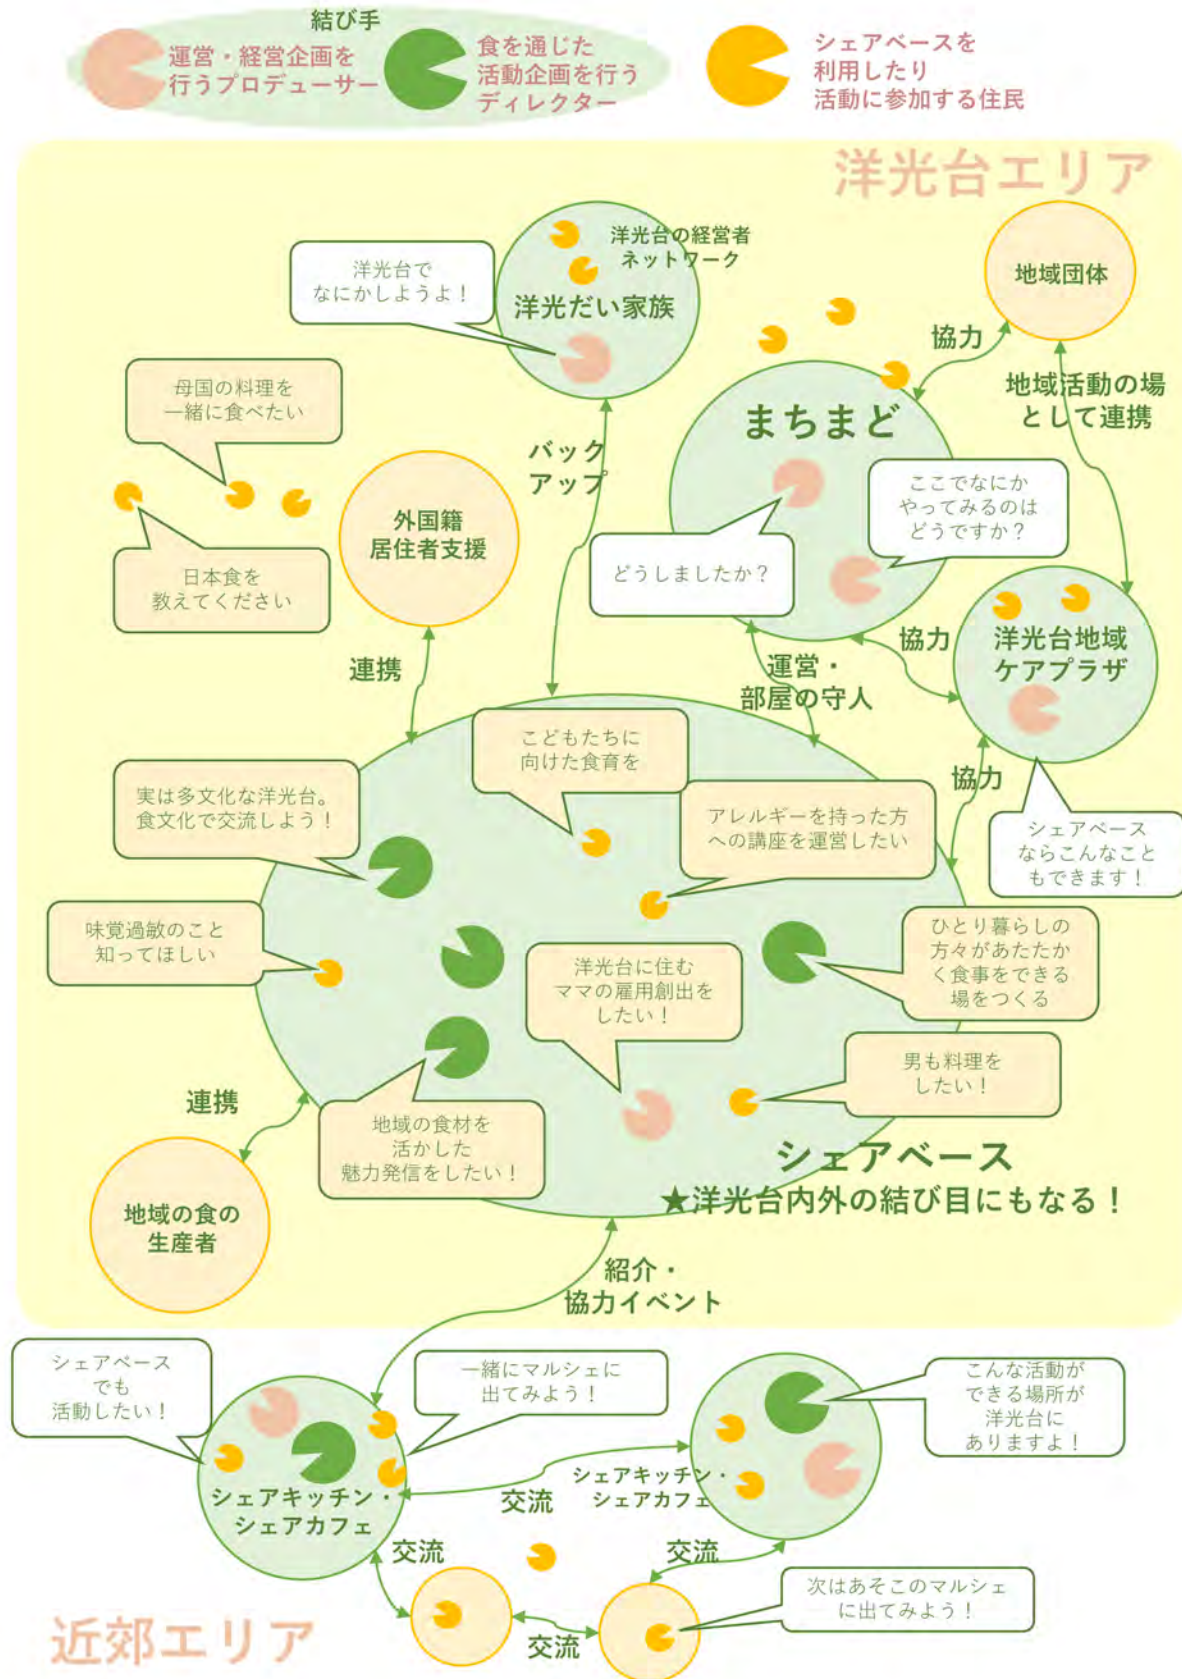 結び手
運営・経営企画を
行うプロデューサー
食を通じた
活動企画を行う
ディレクター
シェアベースを
利用したり
活動に参加する住民
洋光台エリア
洋光台の経営者
ネットワーク
洋光だい家族
洋光台で
なにかしようよ！
地域団体
協力
地域活動の場
として連携
母国の料理を
一緒に食べたい
バック
アップ
まちまど
ここでなにか
やってみるのは
どうですか？
どうしましたか？
外国籍
居住者支援
日本食を
教えてください
連携
運営・
部屋の守人
協力
洋光台地域
ケアプラザ
協力
シェアベース
ならこんなこと
もできます！
こどもたちに
向けた食育を
実は多文化な洋光台。
食文化で交流しよう！
アレルギーを持った方
への講座を運営したい
味覚過敏のこと
知ってほしい
洋光台に住む
ママの雇用創出を
したい！
ひとり暮らしの
方々があたたか
く食事をできる
場をつくる
男も料理を
したい！
連携
地域の食材を
活かした
魅力発信をしたい！
シェアベース
★洋光台内外の結び目にもなる！
地域の食の
生産者
紹介・
協力イベント
シェアベース
でも
活動したい！
一緒にマルシェに
出てみよう！
こんな活動が
できる場所が
洋光台に
ありますよ！
シェアキッチン・
シェアカフェ
シェアキッチン・
シェアカフェ
交流
交流
交流
交流
次はあそこのマルシェ
に出てみよう！
近郊エリア